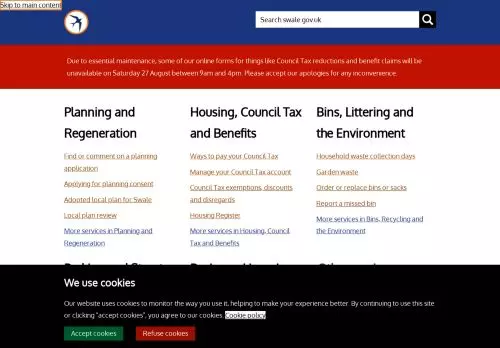 Skip to main content
Search swale.gov.uk
Due to essential maintenance, some of our online forms for things like Council Tax reductions and benefit claims will be
unavailable on Saturday 27 August between 9am and 4pm. Please accept our apologies for any inconvenience.
Planning and
Regeneration
Find or comment on a planning
application
Applying for planning consent
Adopted local plan for Swale
Local plan review
More services in Planning and
Regeneration
Housing, Council Tax
and Benefits
Ways to pay your Council Tax
Manage your Council Tax account
Council Tax exemptions, discounts
and disregards
Housing Register
More services in Housing, Council
Tax and Benefits
Bins, Littering and
the Environment
Household waste collection days
Garden waste
Order or replace bins or sacks
Report a missed bin
More services in Bins, Recycling and
the Environment
We use cookies
Our website uses cookies to monitor the way you use it, helping to make your experience better. By continuing to use this site
or clicking "accept cookies", you agree to our cookies. Cookie policy
Accept cookies
Refuse cookies